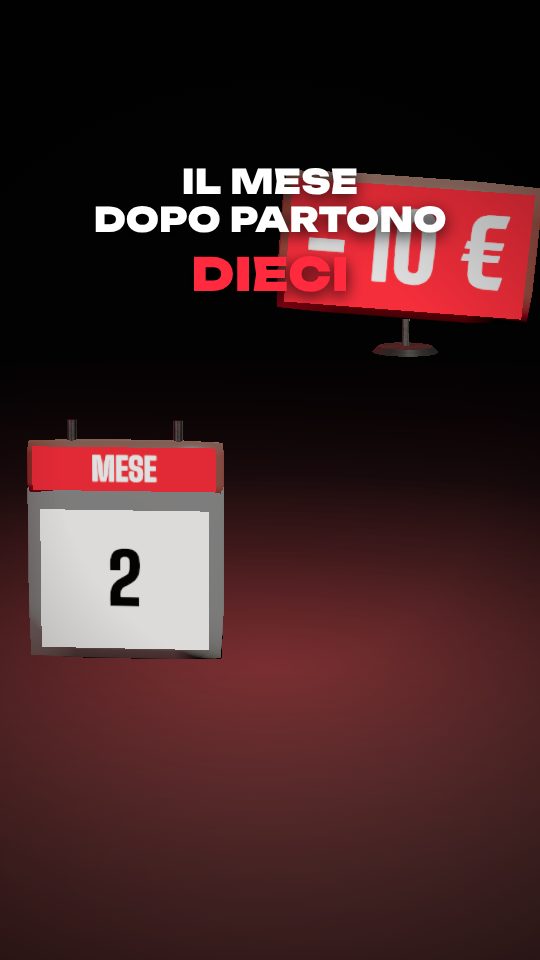 IL MESE
DOPO PARTONO
DIECI
- 10 €
MESE
2